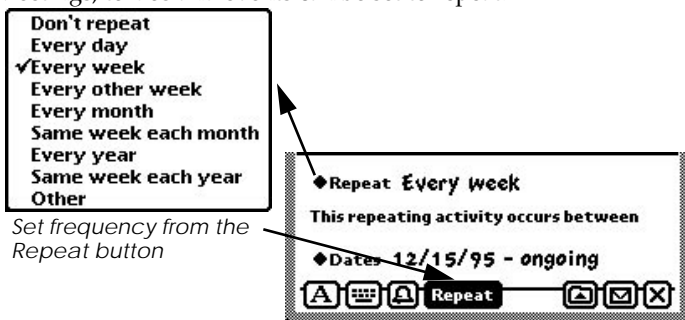 Don't repeat
Every day
✓Every week
Every other week
Every month
Same week each month
Every year
Same week each year
Other
Set frequency from the
Repeat button
◆Repeat Every week
This repeating activity occurs between
◆Dates 12/15/95 - ongoing
A Repeat X